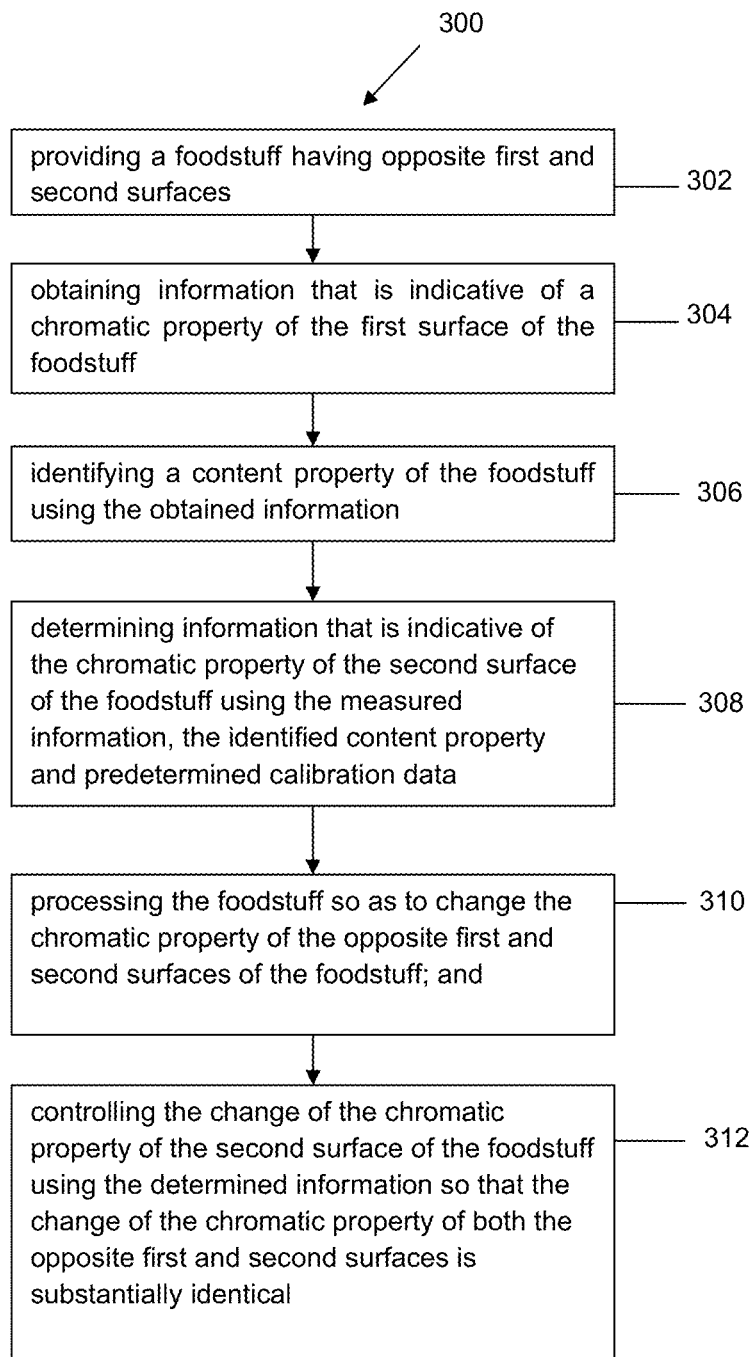 300
providing a foodstuff having opposite first and
second surfaces
302
obtaining information that is indicative of a
chromatic property of the first surface of the
foodstuff
304
identifying a content property of the foodstuff
using the obtained information
306
determining information that is indicative of
the chromatic property of the second surface
of the foodstuff using the measured
information, the identified content property
and predetermined calibration data
308
processing the foodstuff so as to change the
chromatic property of the opposite first and
second surfaces of the foodstuff; and
310
controlling the change of the chromatic
property of the second surface of the foodstuff
using the determined information so that the
change of the chromatic property of both the
opposite first and second surfaces is
substantially identical
312